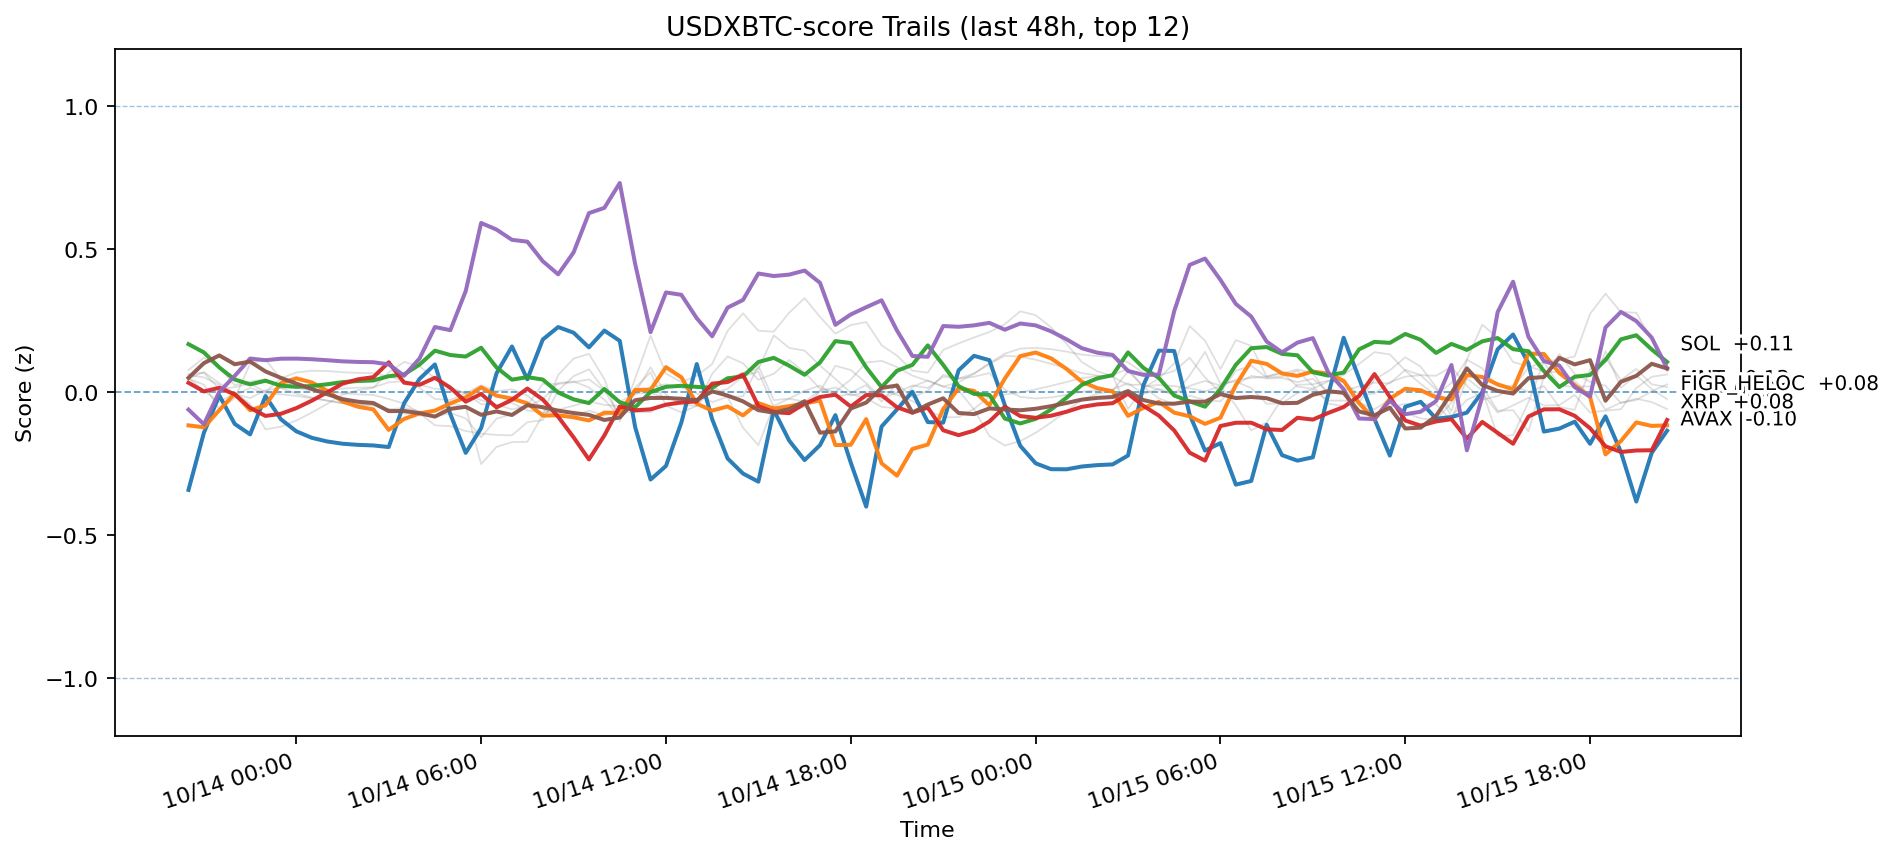 USDXBTC-score Trails (last 48h, top 12)
Score (z)
1.0
0.5
0.0
−0.5
−1.0
SOL +0.11
FIGR_HELOC +0.08
XRP +0.08
AVAX -0.10
10/14 00:00
10/14 06:00
10/14 12:00
10/14 18:00
10/15 00:00
10/15 06:00
10/15 12:00
10/15 18:00
Time